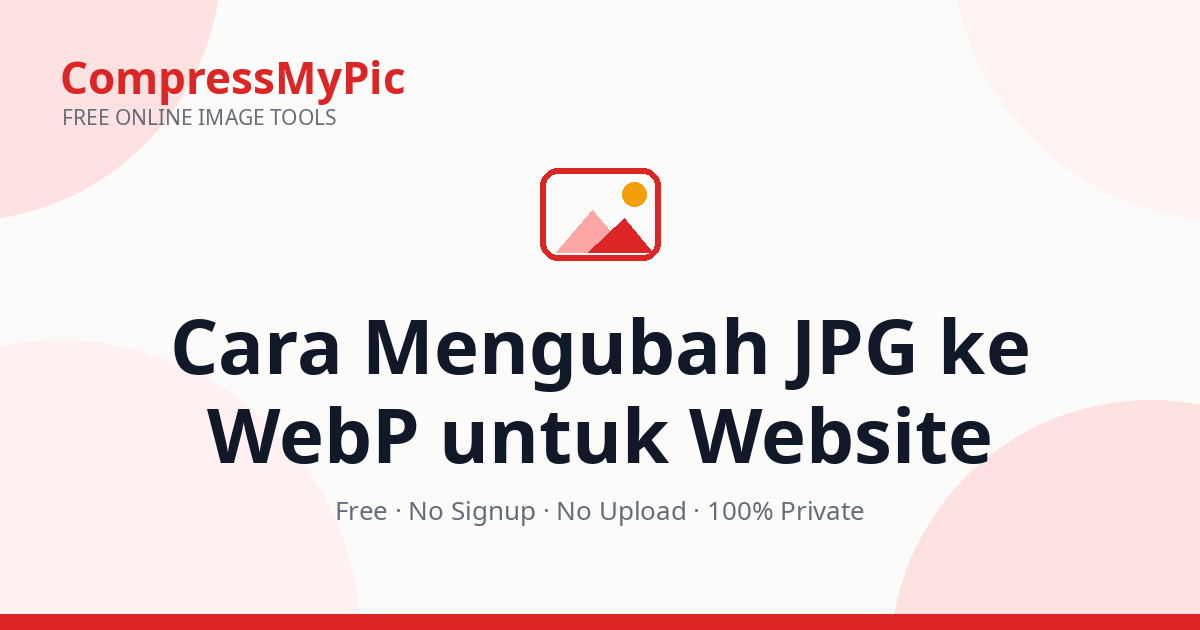 CompressMyPic
FREE ONLINE IMAGE TOOLS
Cara Mengubah JPG ke
WebP untuk Website
Free · No Signup · No Upload · 100% Private